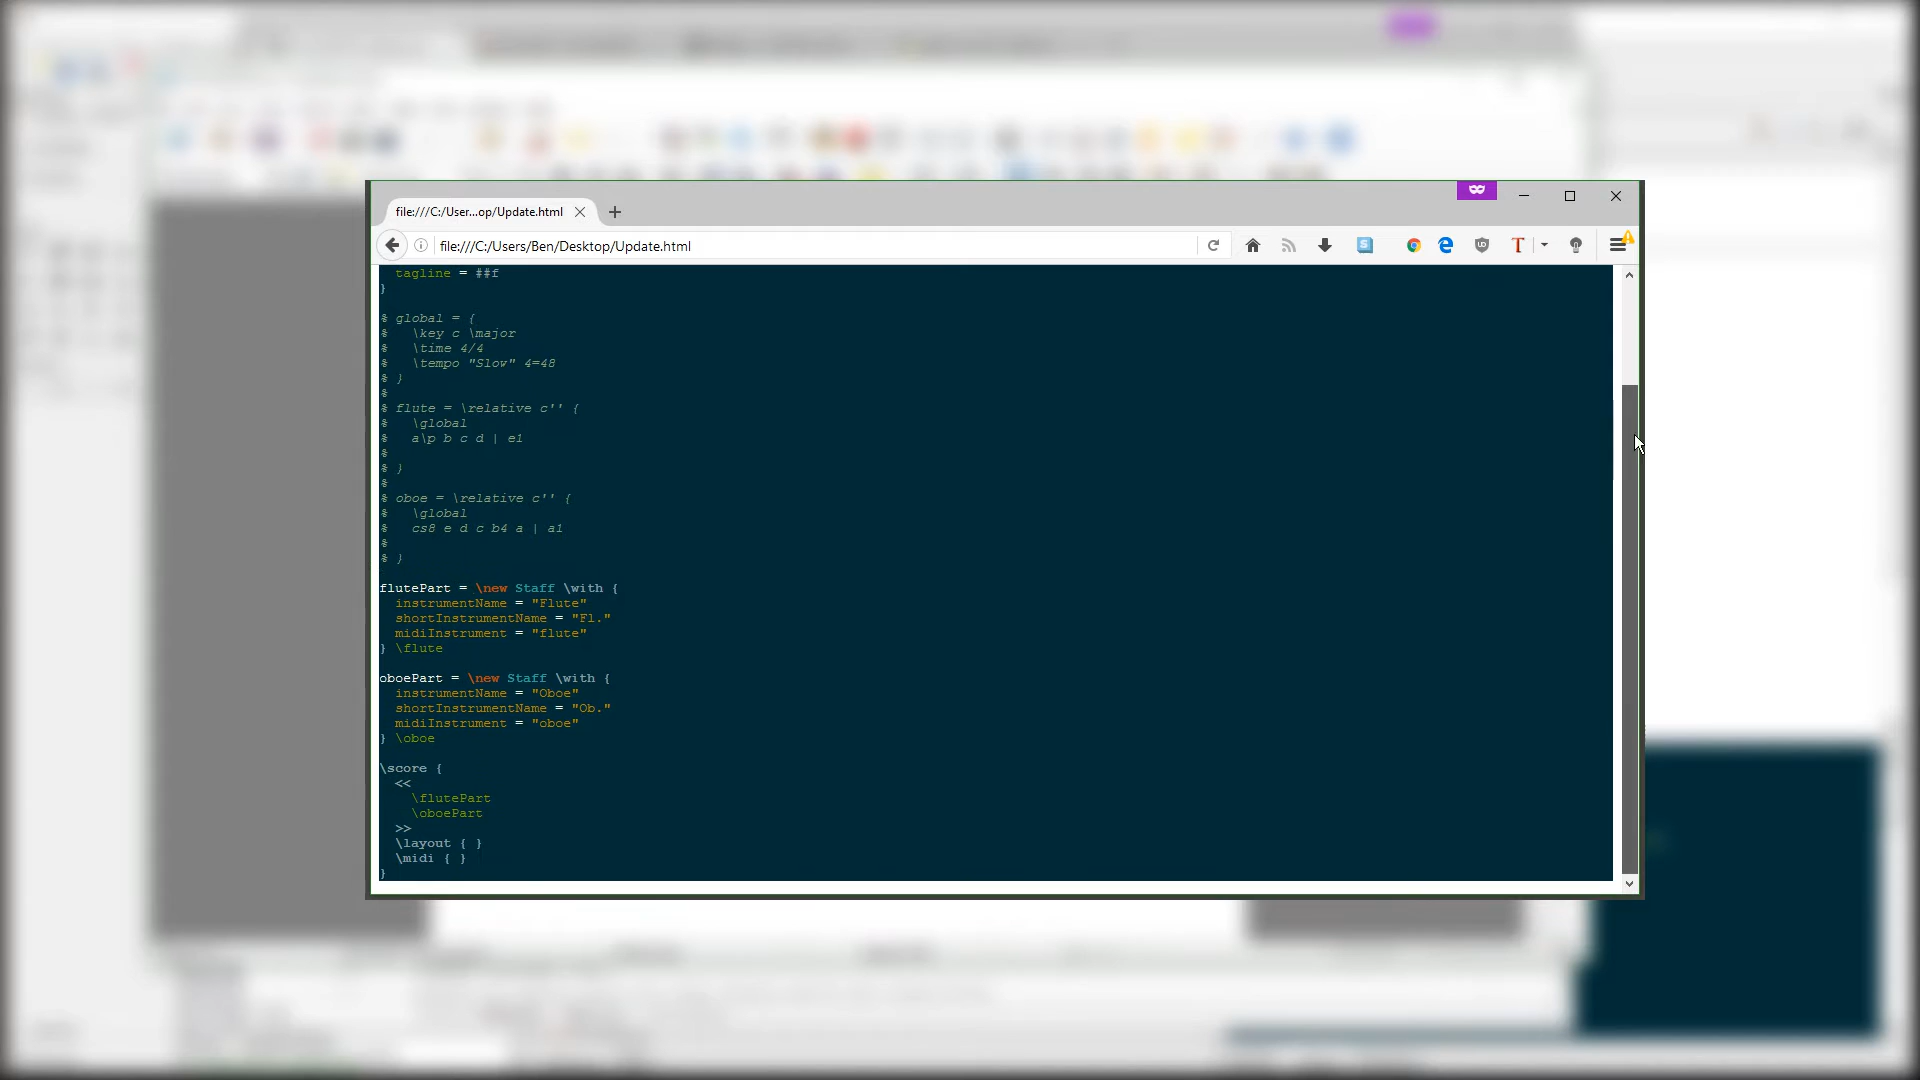 file:///C:/User...op/Update.html
file:///C:/Users/Ben/Desktop/Update.html
tagline = ##f
}
% global = {
%   \key c \major
%   \time 4/4
%   \tempo "Slow" 4=48
% }
%
% flute = \relative c'' {
%   \global
%   a\p b c d | e1
%
% }
%
% oboe = \relative c'' {
%   \global
%   cs8 e d c b4 a | a1
%
% }
flutePart = \new Staff \with {
  instrumentName = "Flute"
  shortInstrumentName = "Fl."
  midiInstrument = "flute"
} \flute
oboePart = \new Staff \with {
  instrumentName = "Oboe"
  shortInstrumentName = "Ob."
  midiInstrument = "oboe"
} \oboe
\score {
  <<
    \flutePart
    \oboePart
  >>
  \layout { }
  \midi { }
}